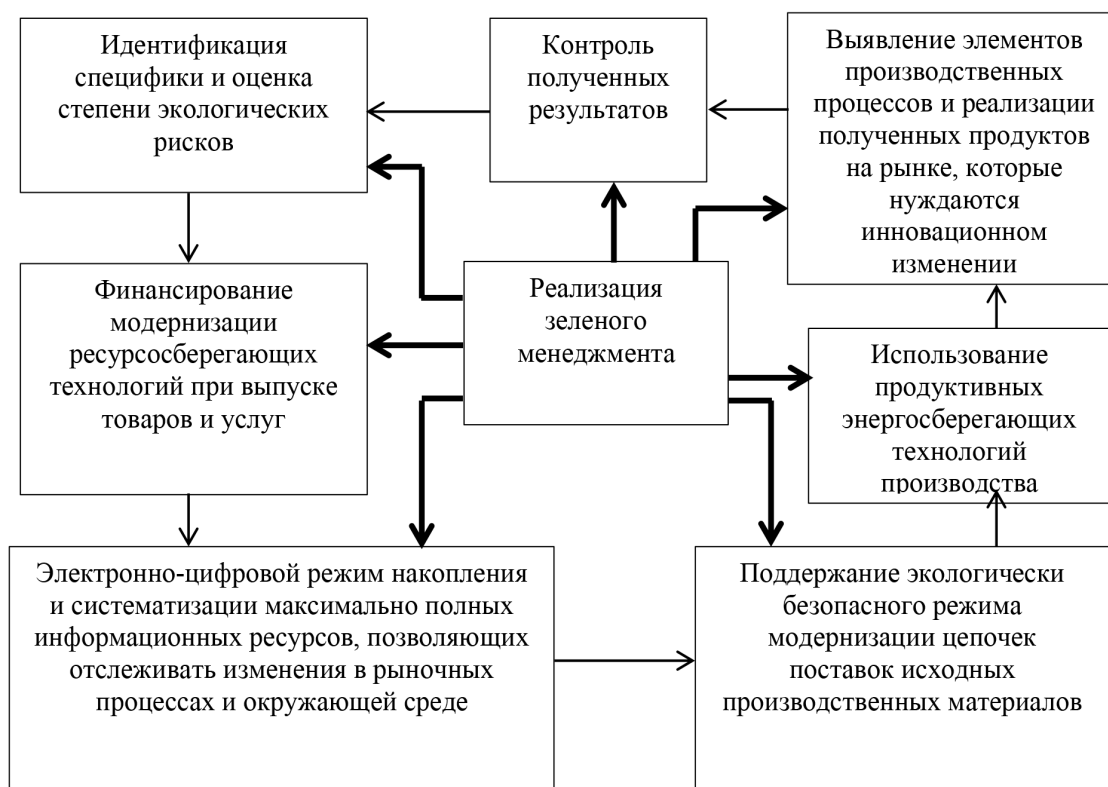 Идентификация
специфики и оценка
степени экологических
рисков
Контроль
полученных
результатов
Выявление элементов
производственных
процессов и реализации
полученных продуктов
на рынке, которые
нуждаются
инновационном
изменении
Финансирование
модернизации
ресурсосберегающих
технологий при выпуске
товаров и услуг
Реализация
зеленого
менеджмента
Использование
продуктивных
энергосберегающих
технологий
производства
Электронно-цифровой режим накопления
и систематизации максимально полных
информационных ресурсов, позволяющих
отслеживать изменения в рыночных
процессах и окружающей среде
Поддержание экологически
безопасного режима
модернизации цепочек
поставок исходных
производственных материалов